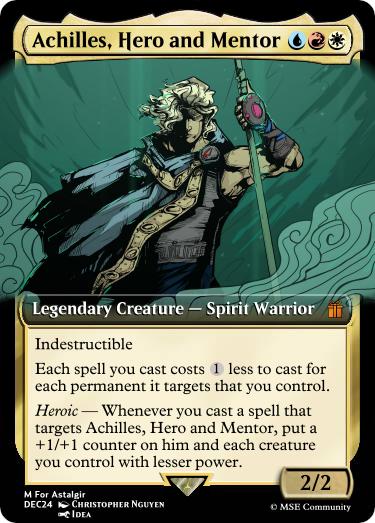 Achilles, Hero and Mentor
Legendary Creature — Spirit Warrior
Indestructible
Each spell you cast costs 1 less to cast for
each permanent it targets that you control.
Heroic — Whenever you cast a spell that
targets Achilles, Hero and Mentor, put a
+1/+1 counter on him and each creature
you control with lesser power.
2/2
M For Astalgir
DEC24 Christopher Nguyen
Idea
© MSE Community